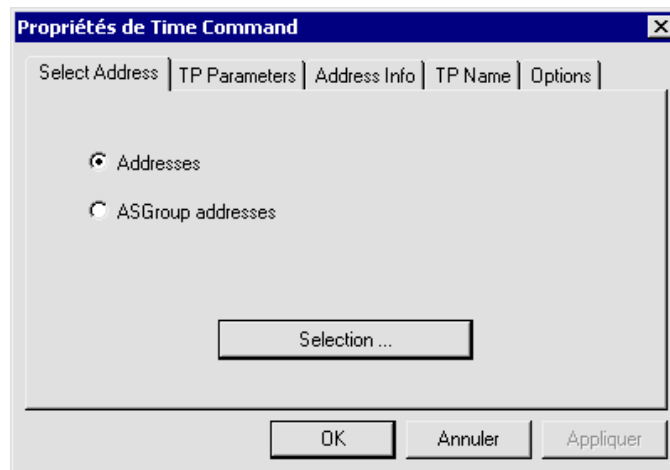 Propriétés de Time Command
Select Address TP Parameters Address Info TP Name Options
Addresses
ASGroup addresses
Selection ...
OK Annuler Appliquer